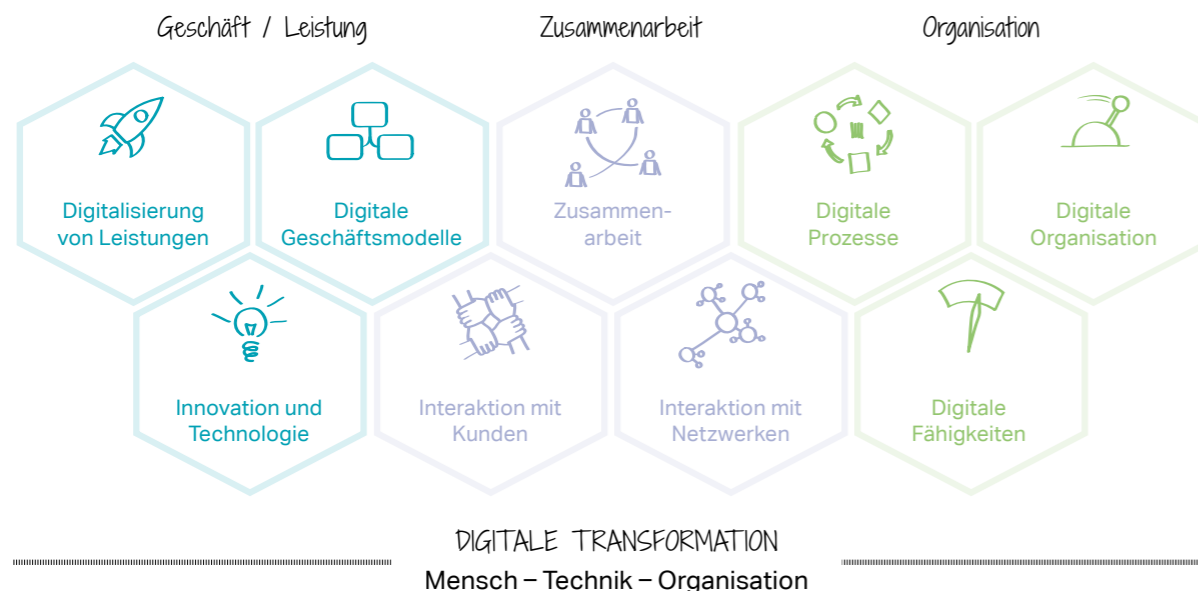 Geschäft / Leistung
Zusammenarbeit
Organisation
Digitalisierung
von Leistungen
Digitale
Geschäftsmodelle
Zusammen-
arbeit
Digitale
Prozesse
Digitale
Organisation
Innovation und
Technologie
Interaktion mit
Kunden
Interaktion mit
Netzwerken
Digitale
Fähigkeiten
DIGITALE TRANSFORMATION
Mensch – Technik – Organisation